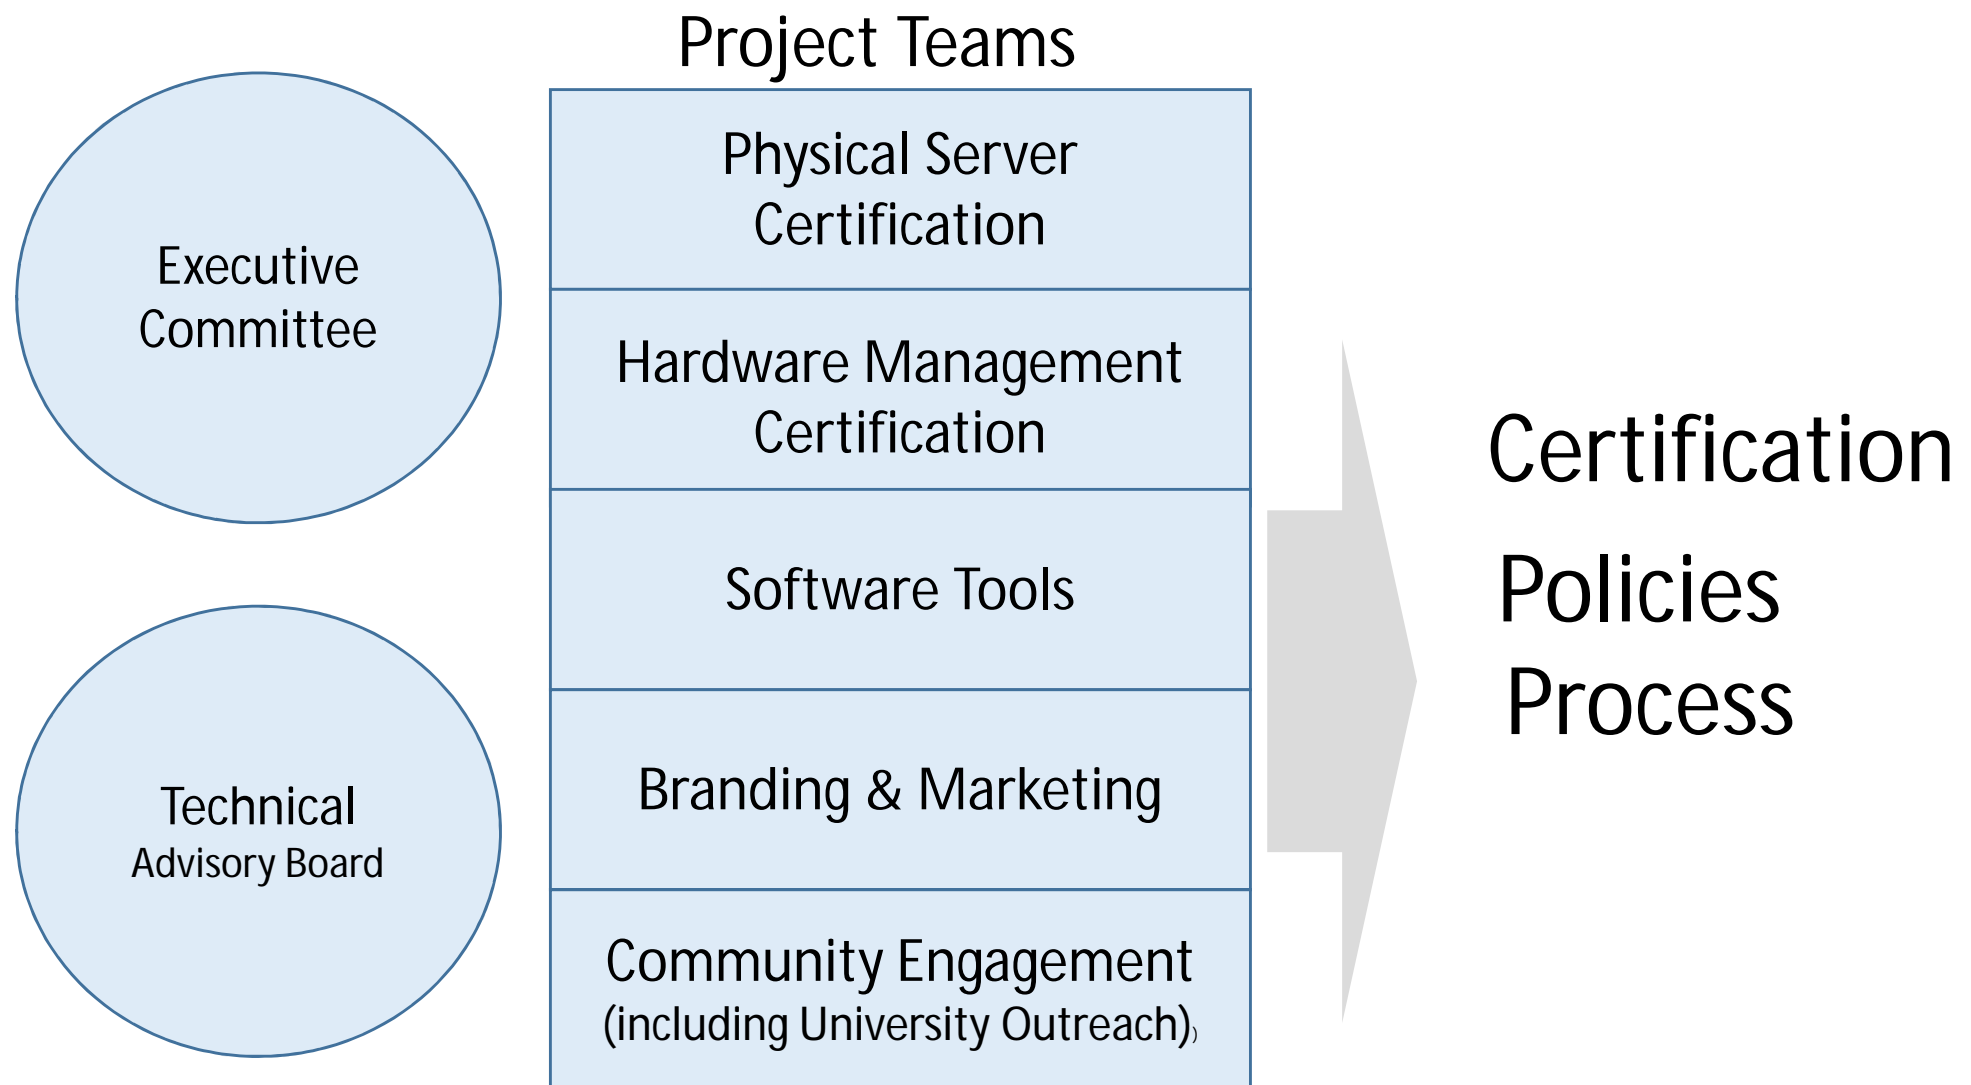 Project Teams
Executive
Committee
Technical
Advisory Board
Physical Server
Certification
Hardware Management
Certification
Software Tools
Branding & Marketing
Community Engagement
(including University Outreach))
Certification
Policies
Process